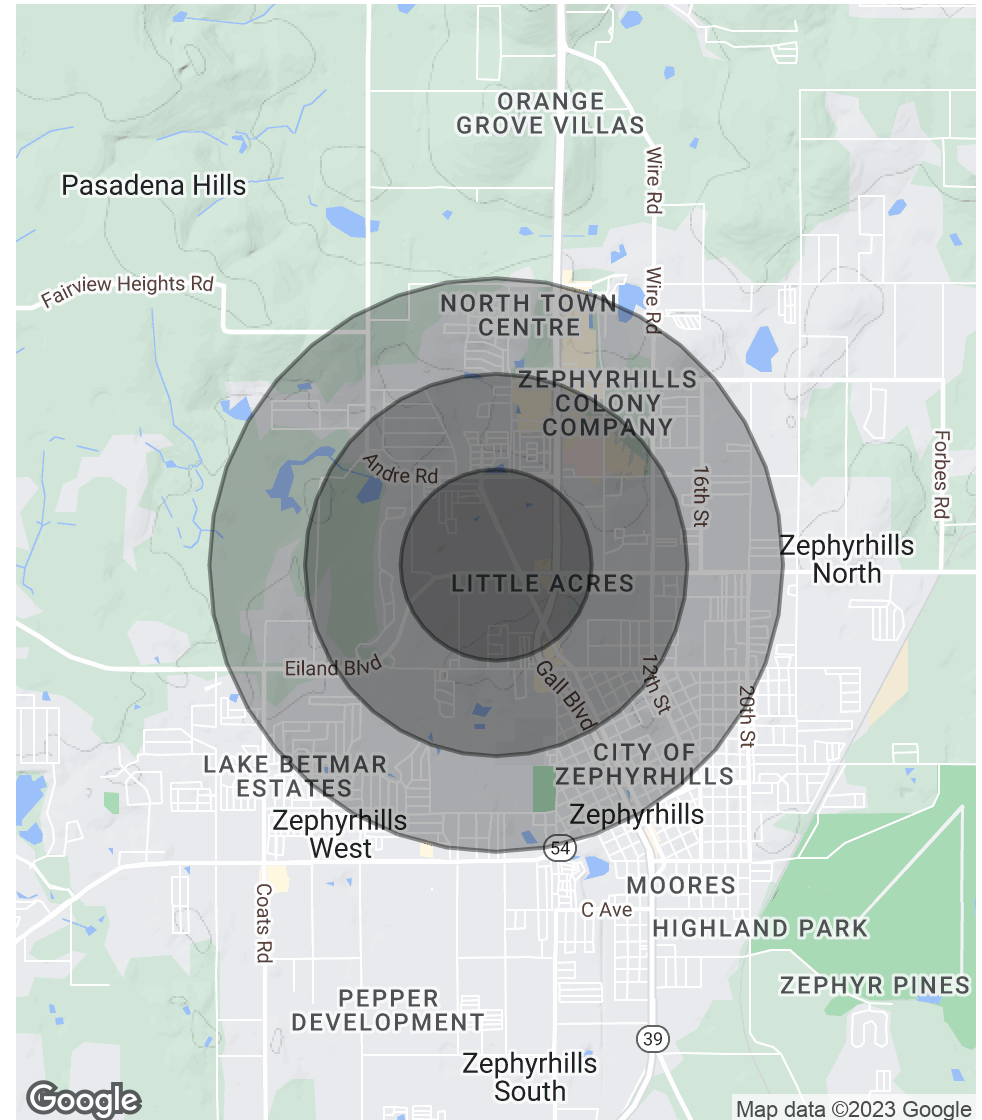 ORANGE
GROVE VILLAS
Wire Rd
Pasadena Hills
Fairview Heights Rd
Wire Rd
NORTH TOWN
CENTRE
ZEPHYRHILLS
COLONY
COMPANY
Andre Rd
16th St
Forbes Rd
Zephyrhills
North
LITTLE ACRES
Eiland Blvd
Gall Blvd
12th St
20th St
LAKE BETMAR
ESTATES
CITY OF
ZEPHYRHILLS
Zephyrhills
West
Zephyrhills
54
MOORES
C Ave
Coats Rd
HIGHLAND PARK
ZEPHYR PINES
PEPPER
DEVELOPMENT
39
Zephyrhills
South
Google
Map data ©2023 Google